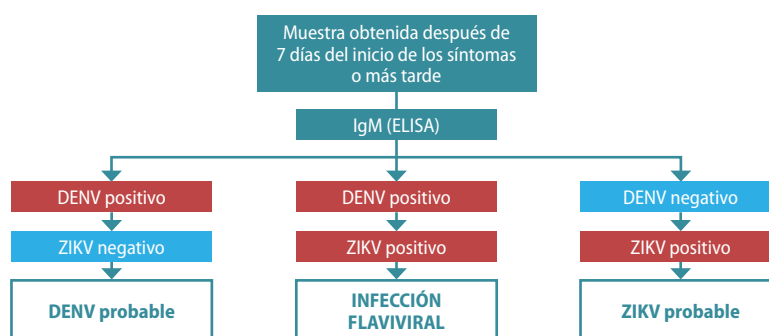 Muestra obtenida después de
7 días del inicio de los síntomas
o más tarde
IgM (ELISA)
DENV positivo
ZIKV negativo
DENV probable
DENV positivo
ZIKV positivo
INFECCIÓN
FLAVIVIRAL
DENV negativo
ZIKV positivo
ZIKV probable